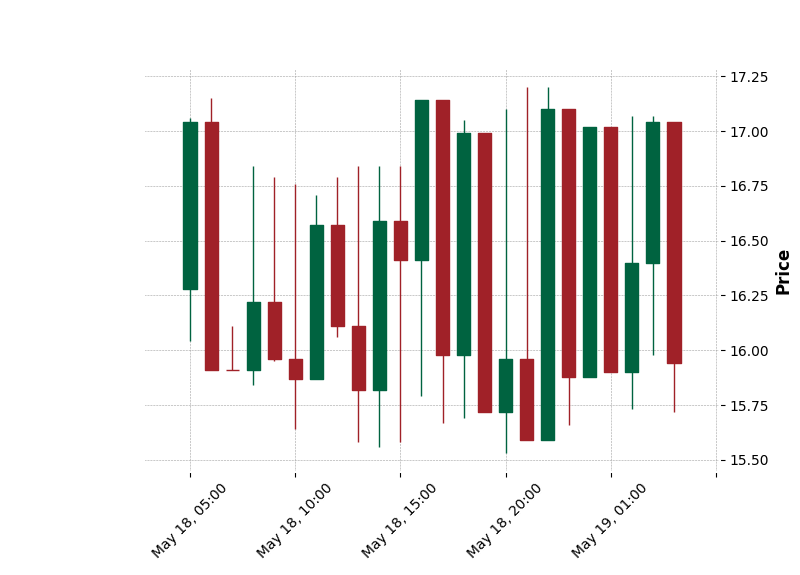 17.25
17.00
16.75
16.50
16.25
16.00
15.75
15.50
Price
May 18, 05:00
May 18, 10:00
May 18, 15:00
May 18, 20:00
May 19, 01:00